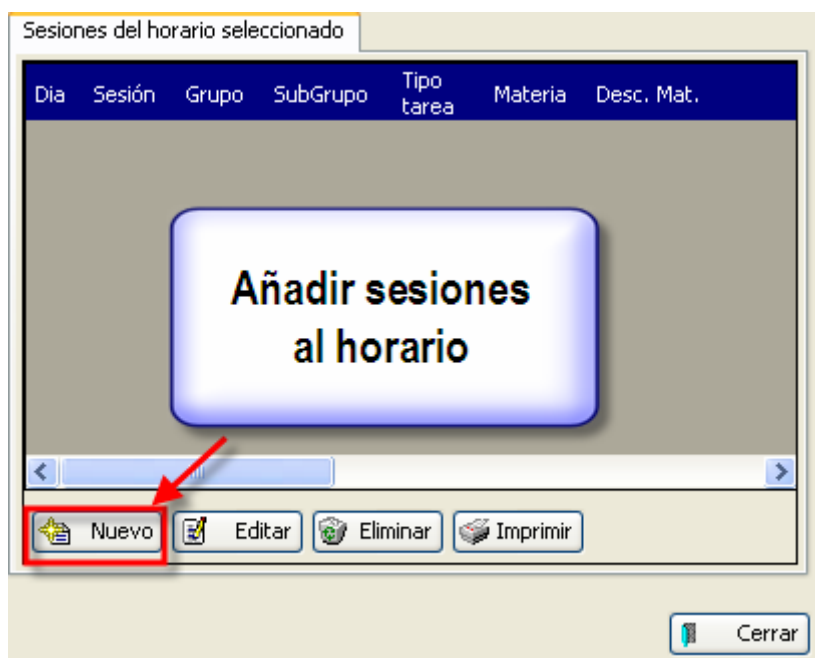 Sesiones del horario seleccionado
Dia Sesión Grupo SubGrupo Tipo tarea Materia Desc. Mat.
Añadir sesiones
al horario
Nuevo Editar Eliminar Imprimir
Cerrar